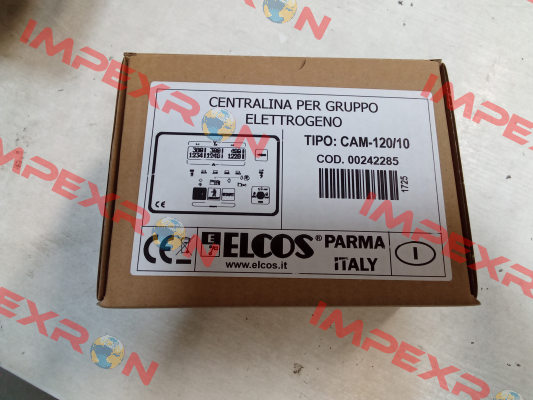 CENTRALINA PER GRUPPO
ELETTROGENO
TIPO: CAM-120/10
COD. 00242285
1725
CE
CE
ELCOS® PARMA
www.elcos.it
ITALY
I
IMPEXRON
IMPEXRON
IMPEXRON
IMPEXRON